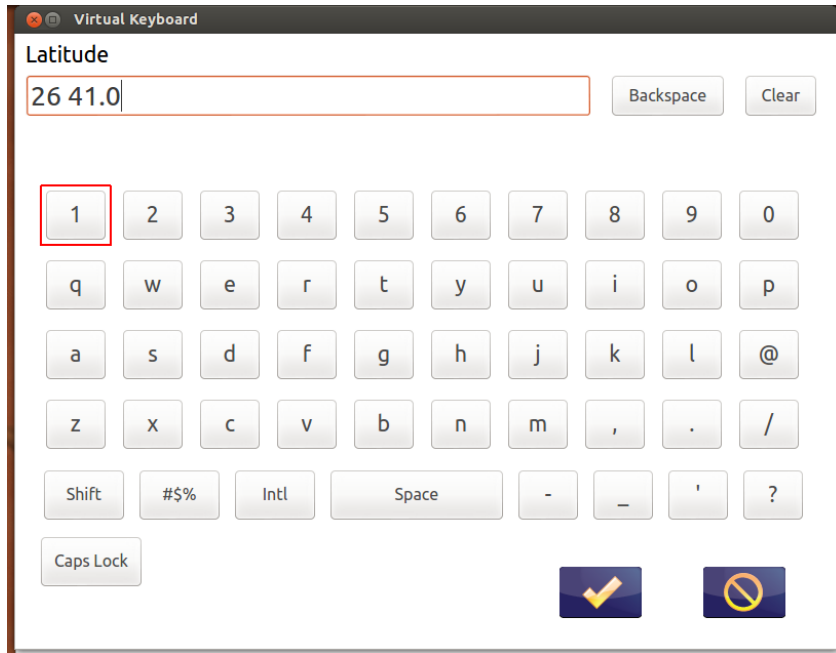 Virtual Keyboard
Latitude
26 41.0
Backspace Clear
1 2 3 4 5 6 7 8 9 0
q w e r t y u i o p
a s d f g h j k l @
z x c v b n m , . /
Shift #$% Intl Space - _ ' ?
Caps Lock